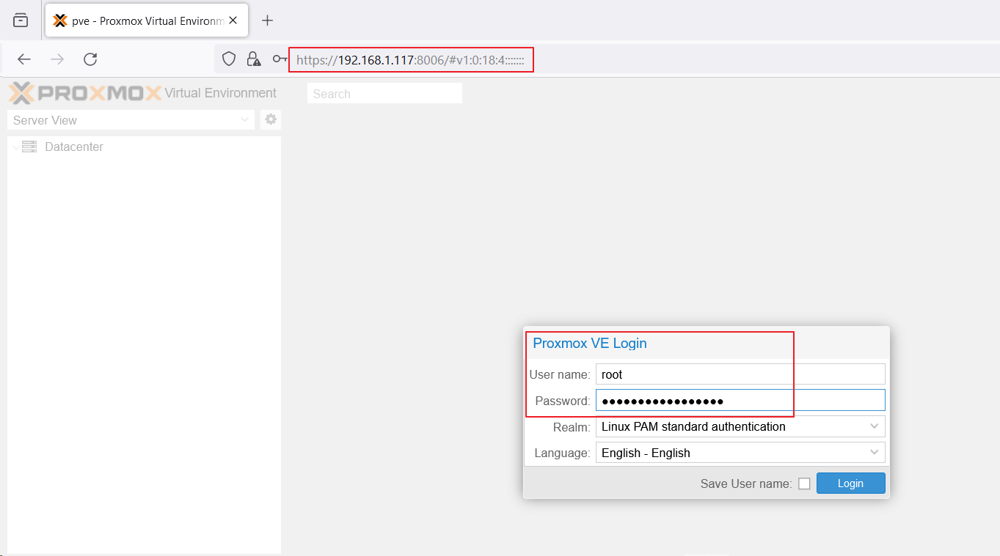 pve - Proxmox Virtual Environm
https://192.168.1.117:8006/#v1:0:18:4:::::::
PROXMOX Virtual Environment
Search
Server View
Datacenter
Proxmox VE Login
User name: root
Password: ●●●●●●●●●●●●●●●●●
Realm: Linux PAM standard authentication
Language: English - English
Save User name:
Login